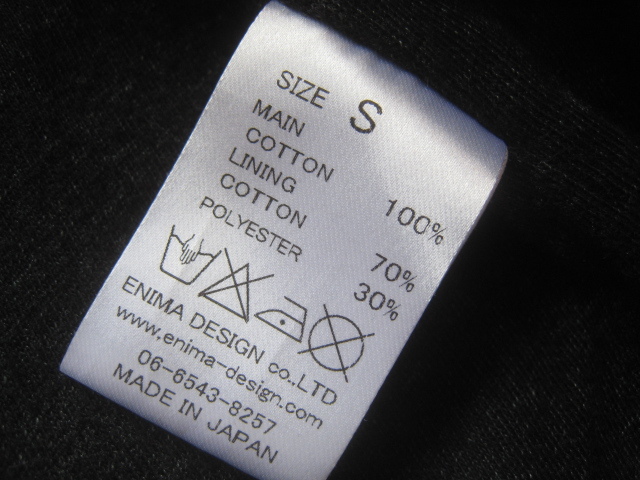 SIZE S
MAIN
COTTON 100%
LINING
COTTON 70%
POLYESTER 30%
ENIMA DESIGN co.,LTD
www.enima-design.com
06-6543-8257
MADE IN JAPAN